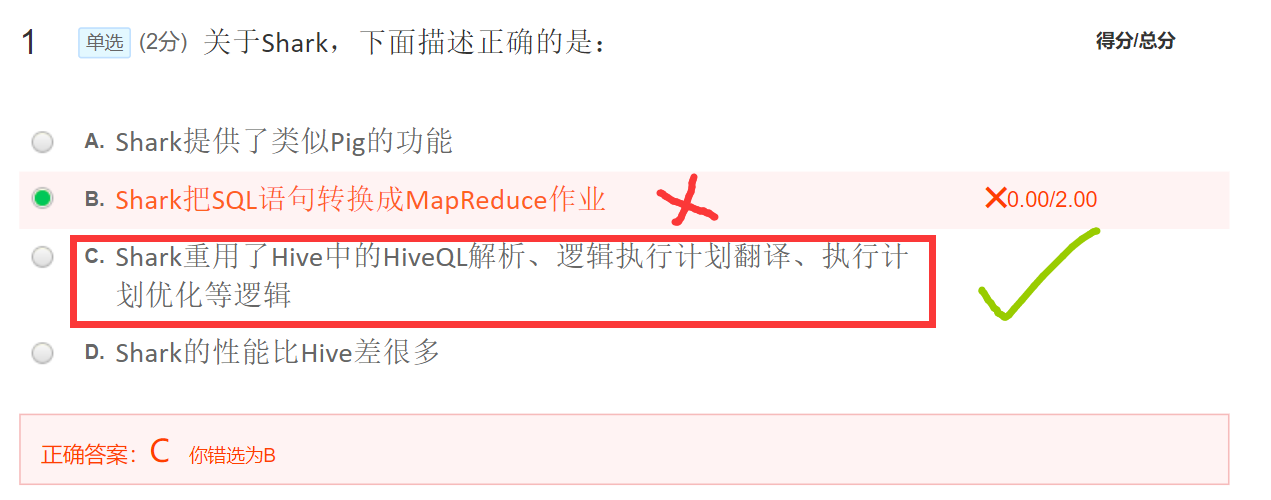 1 单选 (2分) 关于Shark，下面描述正确的是： 得分/总分
A. Shark提供了类似Pig的功能
B. Shark把SQL语句转换成MapReduce作业 ×0.00/2.00
C. Shark重用了Hive中的HiveQL解析、逻辑执行计划翻译、执行计
划优化等逻辑
D. Shark的性能比Hive差很多
正确答案：C 你错选为B